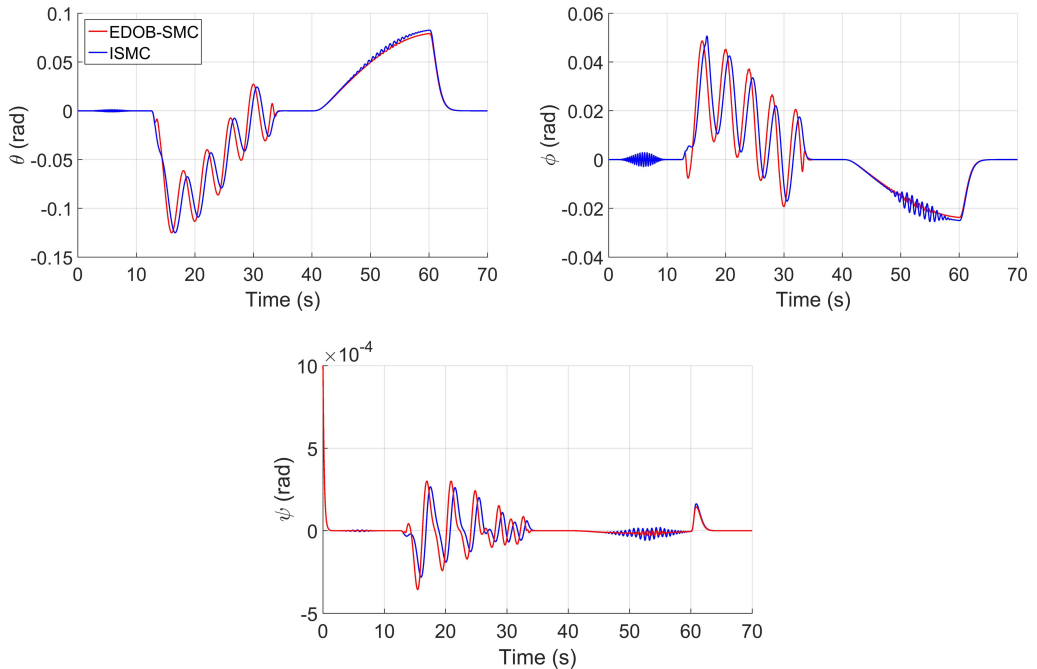 EDOB-SMC
ISMC
θ (rad)
0.1
0.05
0
-0.05
-0.1
-0.15
0 10 20 30 40 50 60 70
Time (s)
ϕ (rad)
0.06
0.04
0.02
0
-0.02
-0.04
0 10 20 30 40 50 60 70
Time (s)
×10-4
ψ (rad)
10
5
0
-5
0 10 20 30 40 50 60 70
Time (s)